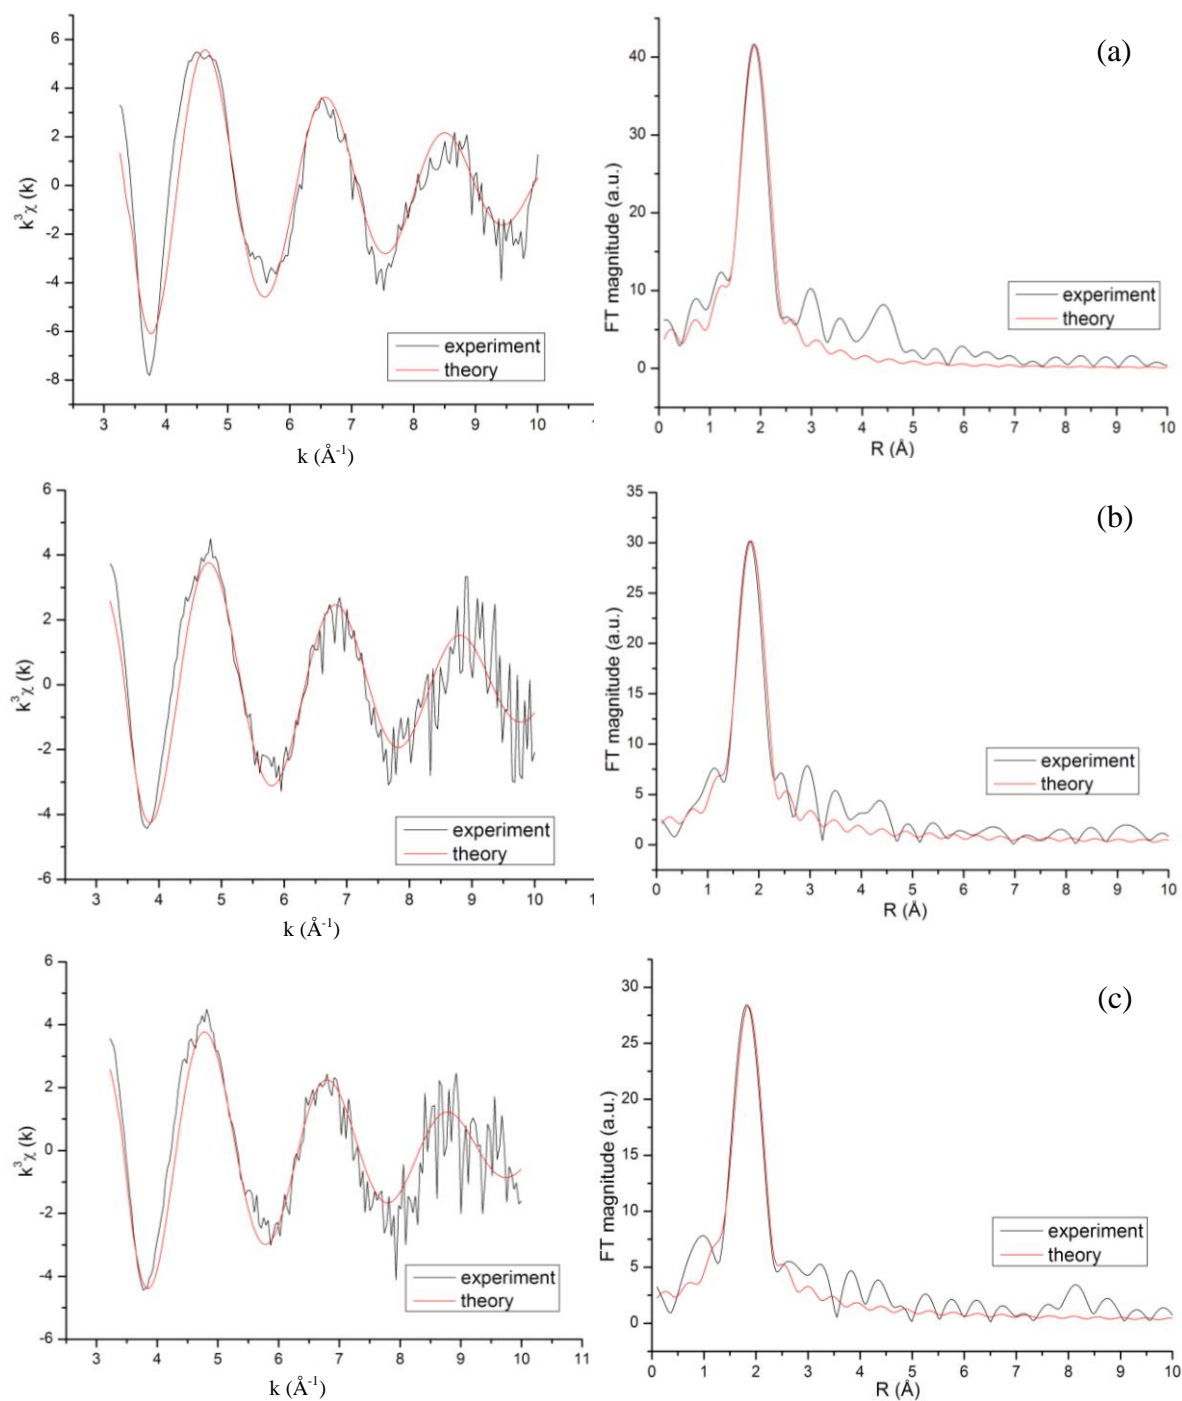 6
4
2
0
-2
-4
-6
-8
k³χ (k)
3 4 5 6 7 8 9 10 1
k (Å⁻¹)
experiment
theory
(a)
40
30
20
10
0
FT magnitude (a.u.)
0 1 2 3 4 5 6 7 8 9 10
R (Å)
experiment
theory
6
4
2
0
-2
-4
-6
k³χ (k)
3 4 5 6 7 8 9 10 11
k (Å⁻¹)
experiment
theory
(b)
35
30
25
20
15
10
5
0
FT magnitude (a.u.)
0 1 2 3 4 5 6 7 8 9 10
R (Å)
experiment
theory
6
4
2
0
-2
-4
-6
k³χ (k)
3 4 5 6 7 8 9 10 11
k (Å⁻¹)
experiment
theory
(c)
30
25
20
15
10
5
0
FT magnitude (a.u.)
0 1 2 3 4 5 6 7 8 9 10
R (Å)
experiment
theory